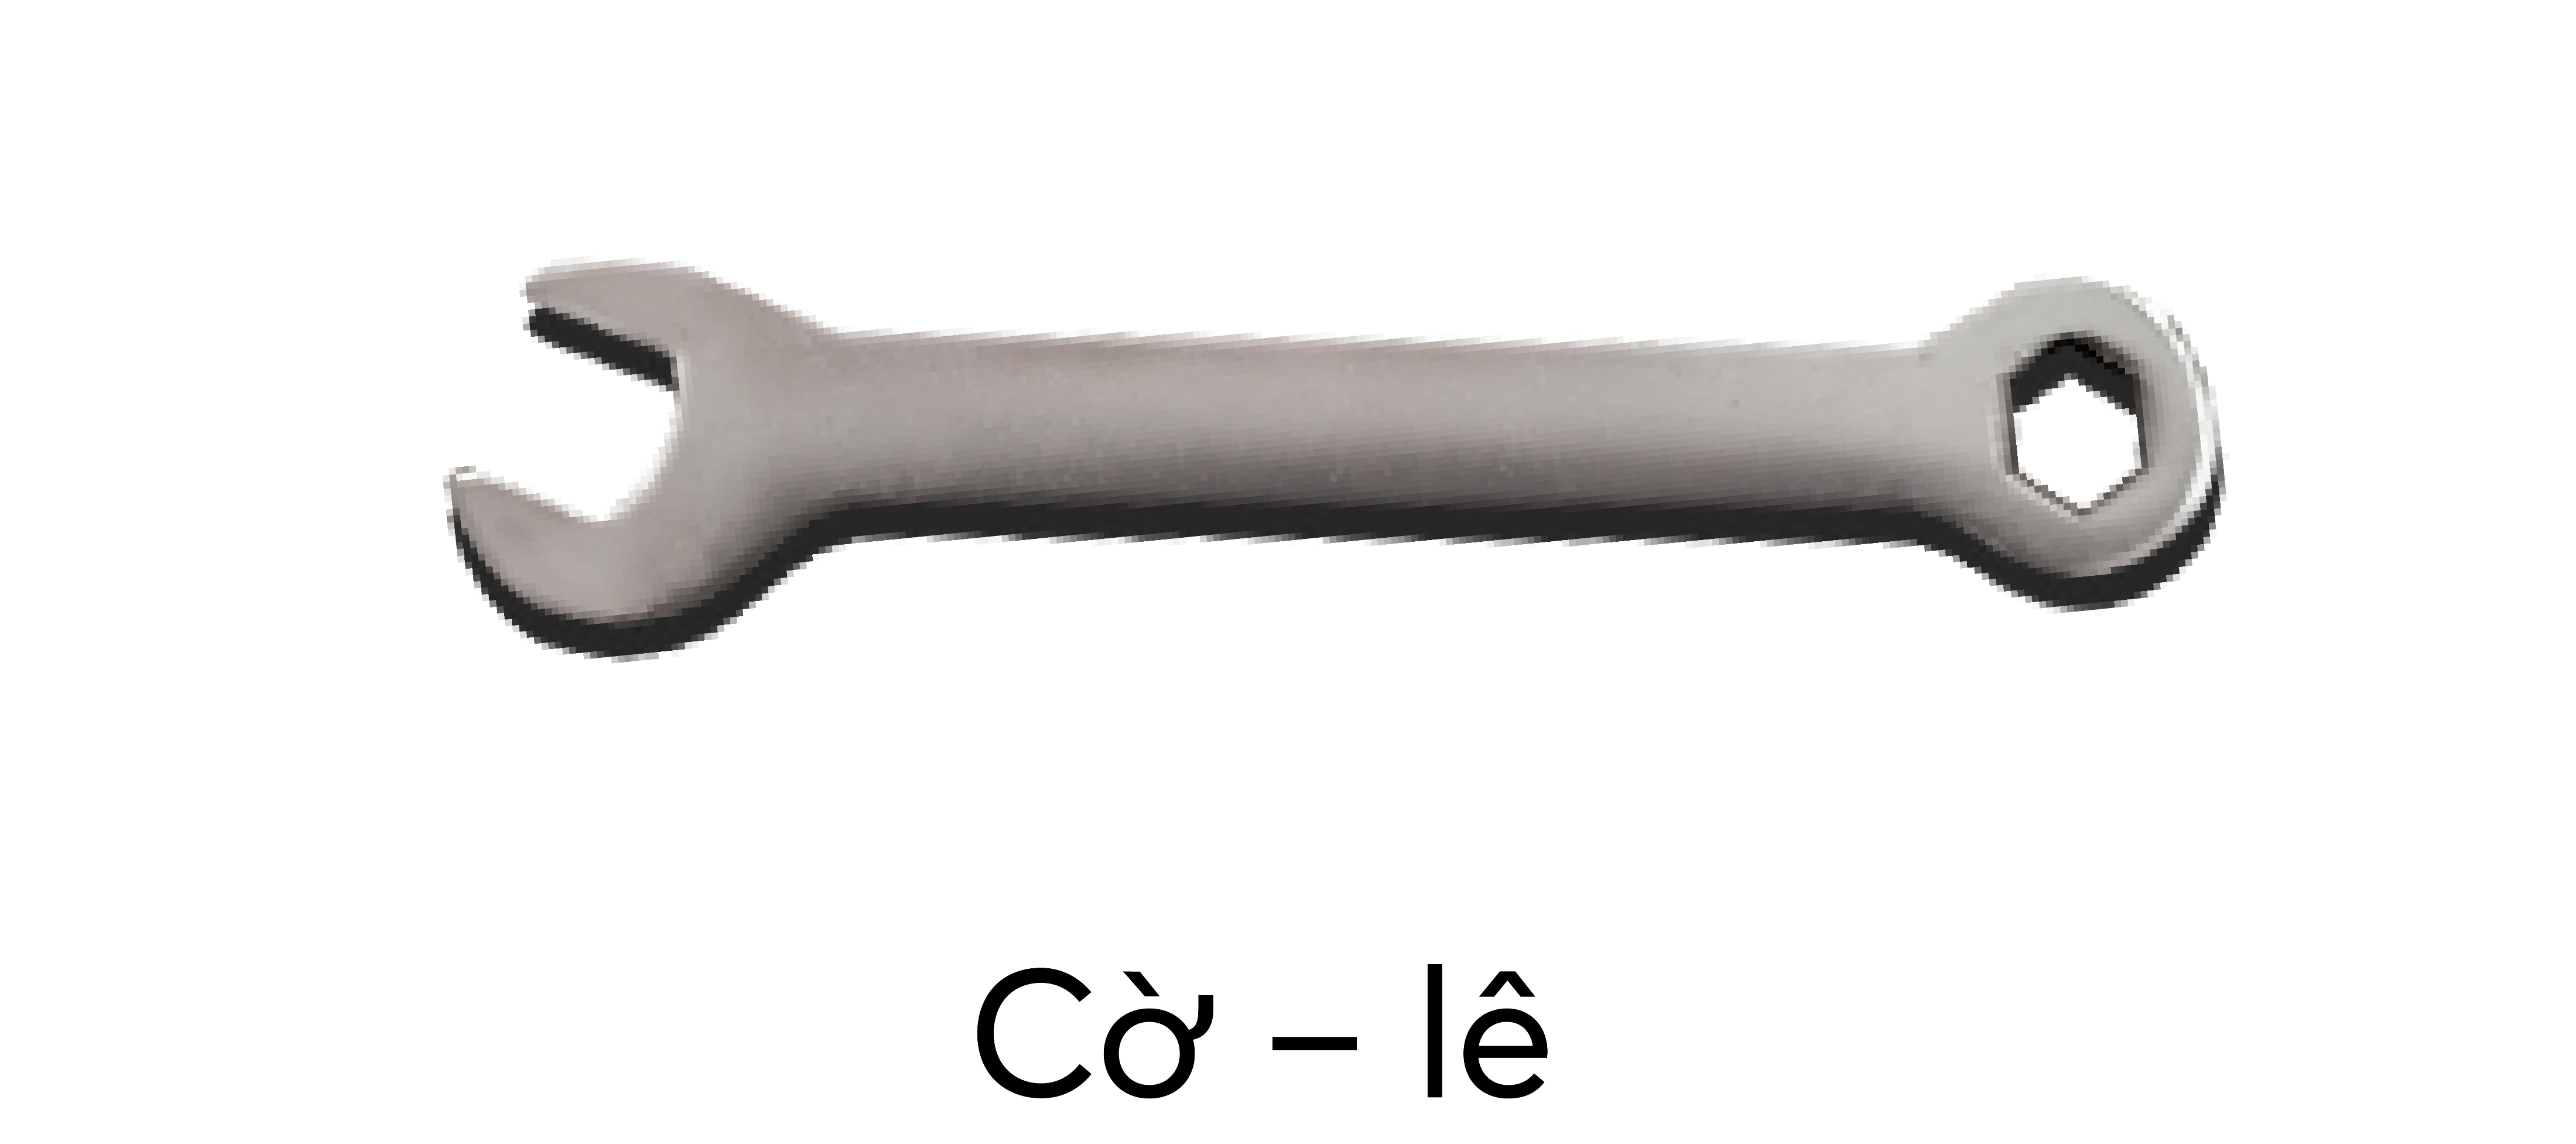 Cờ – lê